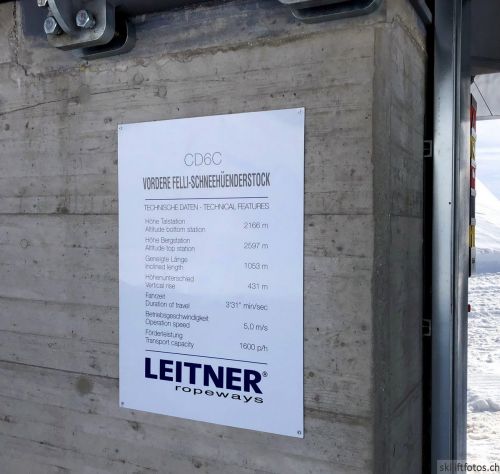 CD6C
VORDERE FELLI-SCHNEEHÜENDERSTOCK
TECHNISCHE DATEN - TECHNICAL FEATURES
Höhe Talstation
Altitude bottom station 2166 m
Höhe Bergstation
Altitude top station 2597 m
Geneigte Länge
Inclined length 1053 m
Höhenunterschied
Vertical rise 431 m
Fahrzeit
Duration of travel 3'31" min/sec
Betriebsgeschwindigkeit
Operation speed 5,0 m/s
Förderleistung
Transport capacity 1600 p/h
LEITNER®
ropeways
skiliftfotos.ch